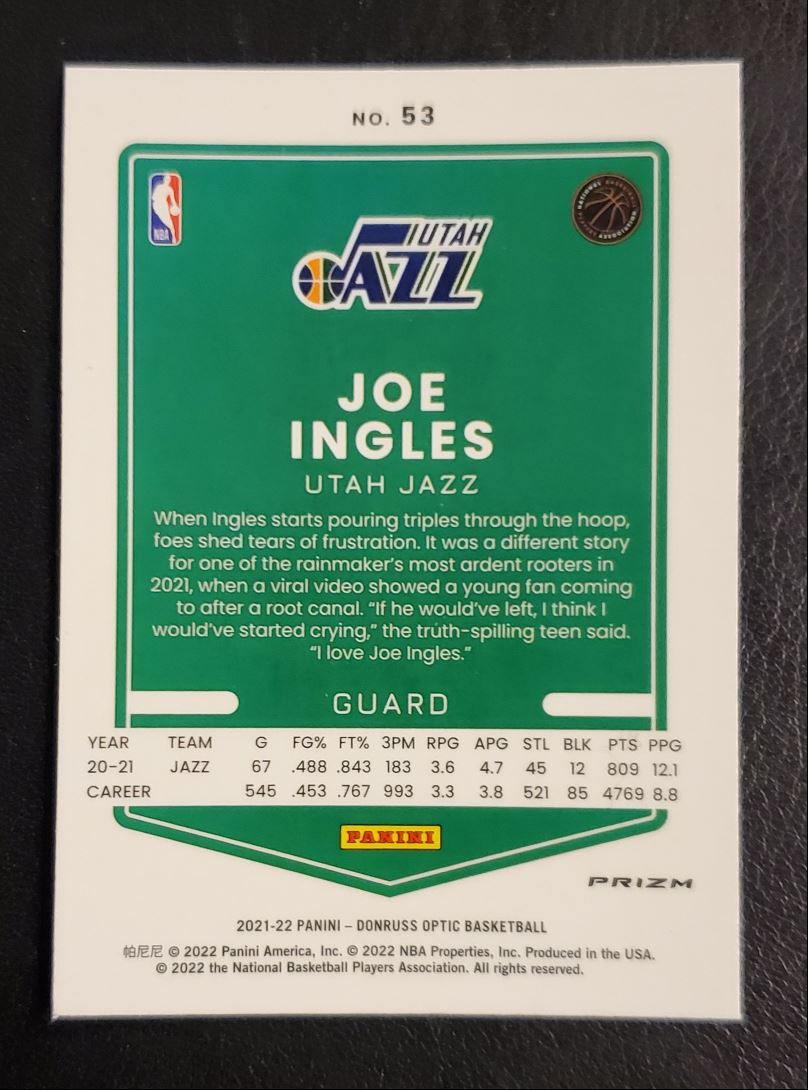 NO. 53
NBA
NATIONAL BASKETBALL PLAYERS ASSOCIATION
UTAH
JAZZ
JOE
INGLES
UTAH JAZZ
When Ingles starts pouring triples through the hoop,
foes shed tears of frustration. It was a different story
for one of the rainmaker's most ardent rooters in
2021, when a viral video showed a young fan coming
to after a root canal. "If he would've left, I think I
would've started crying," the truth-spilling teen said.
"I love Joe Ingles."
GUARD
YEAR TEAM G FG% FT% 3PM RPG APG STL BLK PTS PPG
20-21 JAZZ 67 .488 .843 183 3.6 4.7 45 12 809 12.1
CAREER 545 .453 .767 993 3.3 3.8 521 85 4769 8.8
PANINI
PRIZM
2021-22 PANINI – DONRUSS OPTIC BASKETBALL
帕尼尼 © 2022 Panini America, Inc. © 2022 NBA Properties, Inc. Produced in the USA.
© 2022 the National Basketball Players Association. All rights reserved.